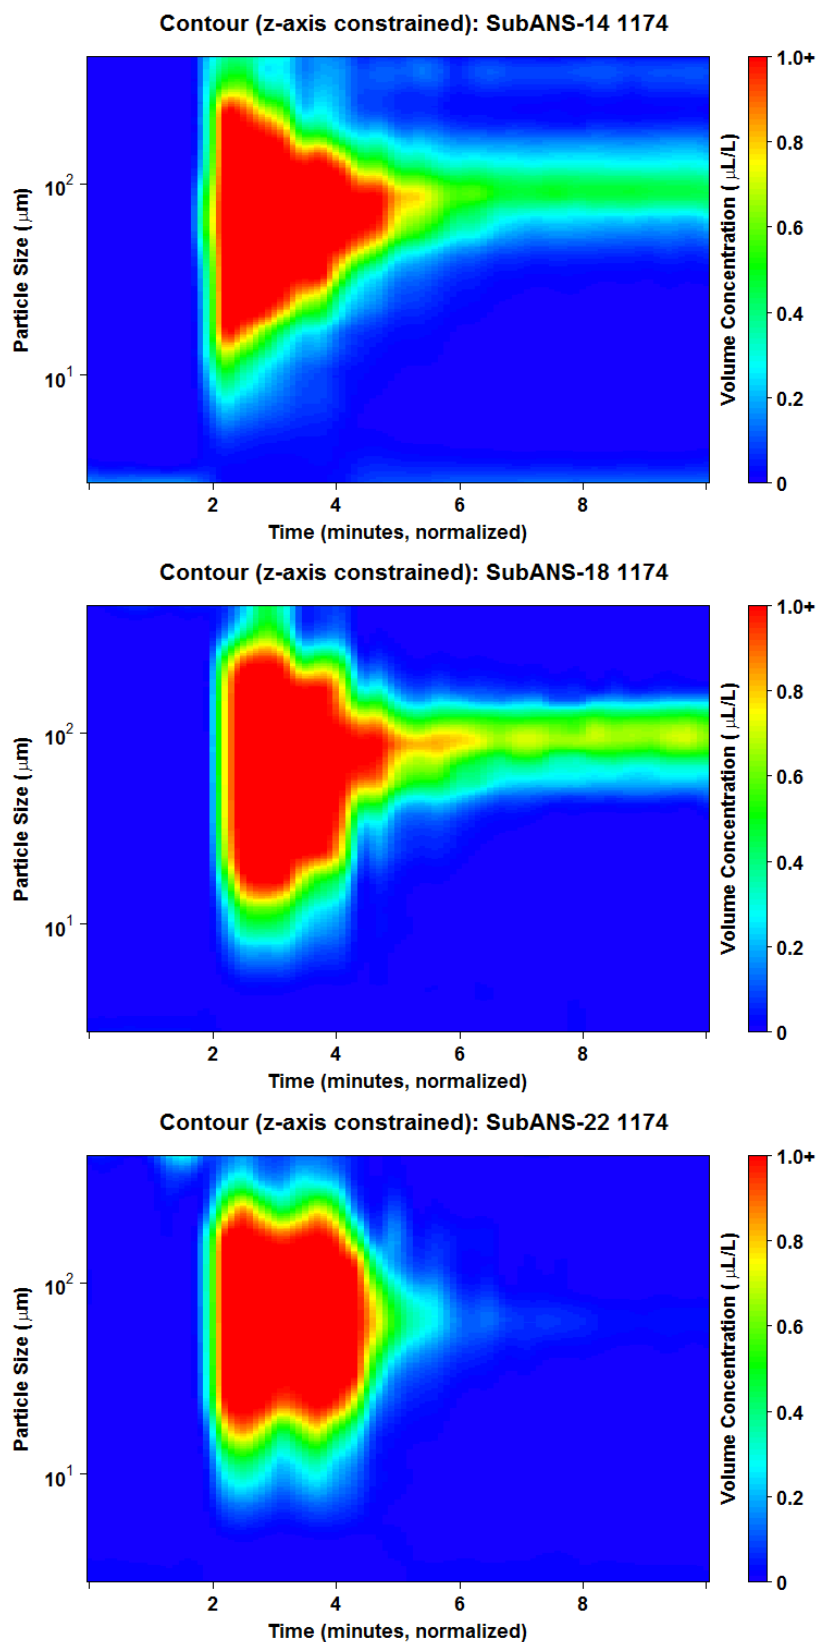 Contour (z-axis constrained): SubANS-14 1174
Particle Size (μm)
10²
10¹
2 4 6 8
Time (minutes, normalized)
Volume Concentration ( μL/L)
1.0+
0.8
0.6
0.4
0.2
0
Contour (z-axis constrained): SubANS-18 1174
Particle Size (μm)
10²
10¹
2 4 6 8
Time (minutes, normalized)
Volume Concentration ( μL/L)
1.0+
0.8
0.6
0.4
0.2
0
Contour (z-axis constrained): SubANS-22 1174
Particle Size (μm)
10²
10¹
2 4 6 8
Time (minutes, normalized)
Volume Concentration ( μL/L)
1.0+
0.8
0.6
0.4
0.2
0